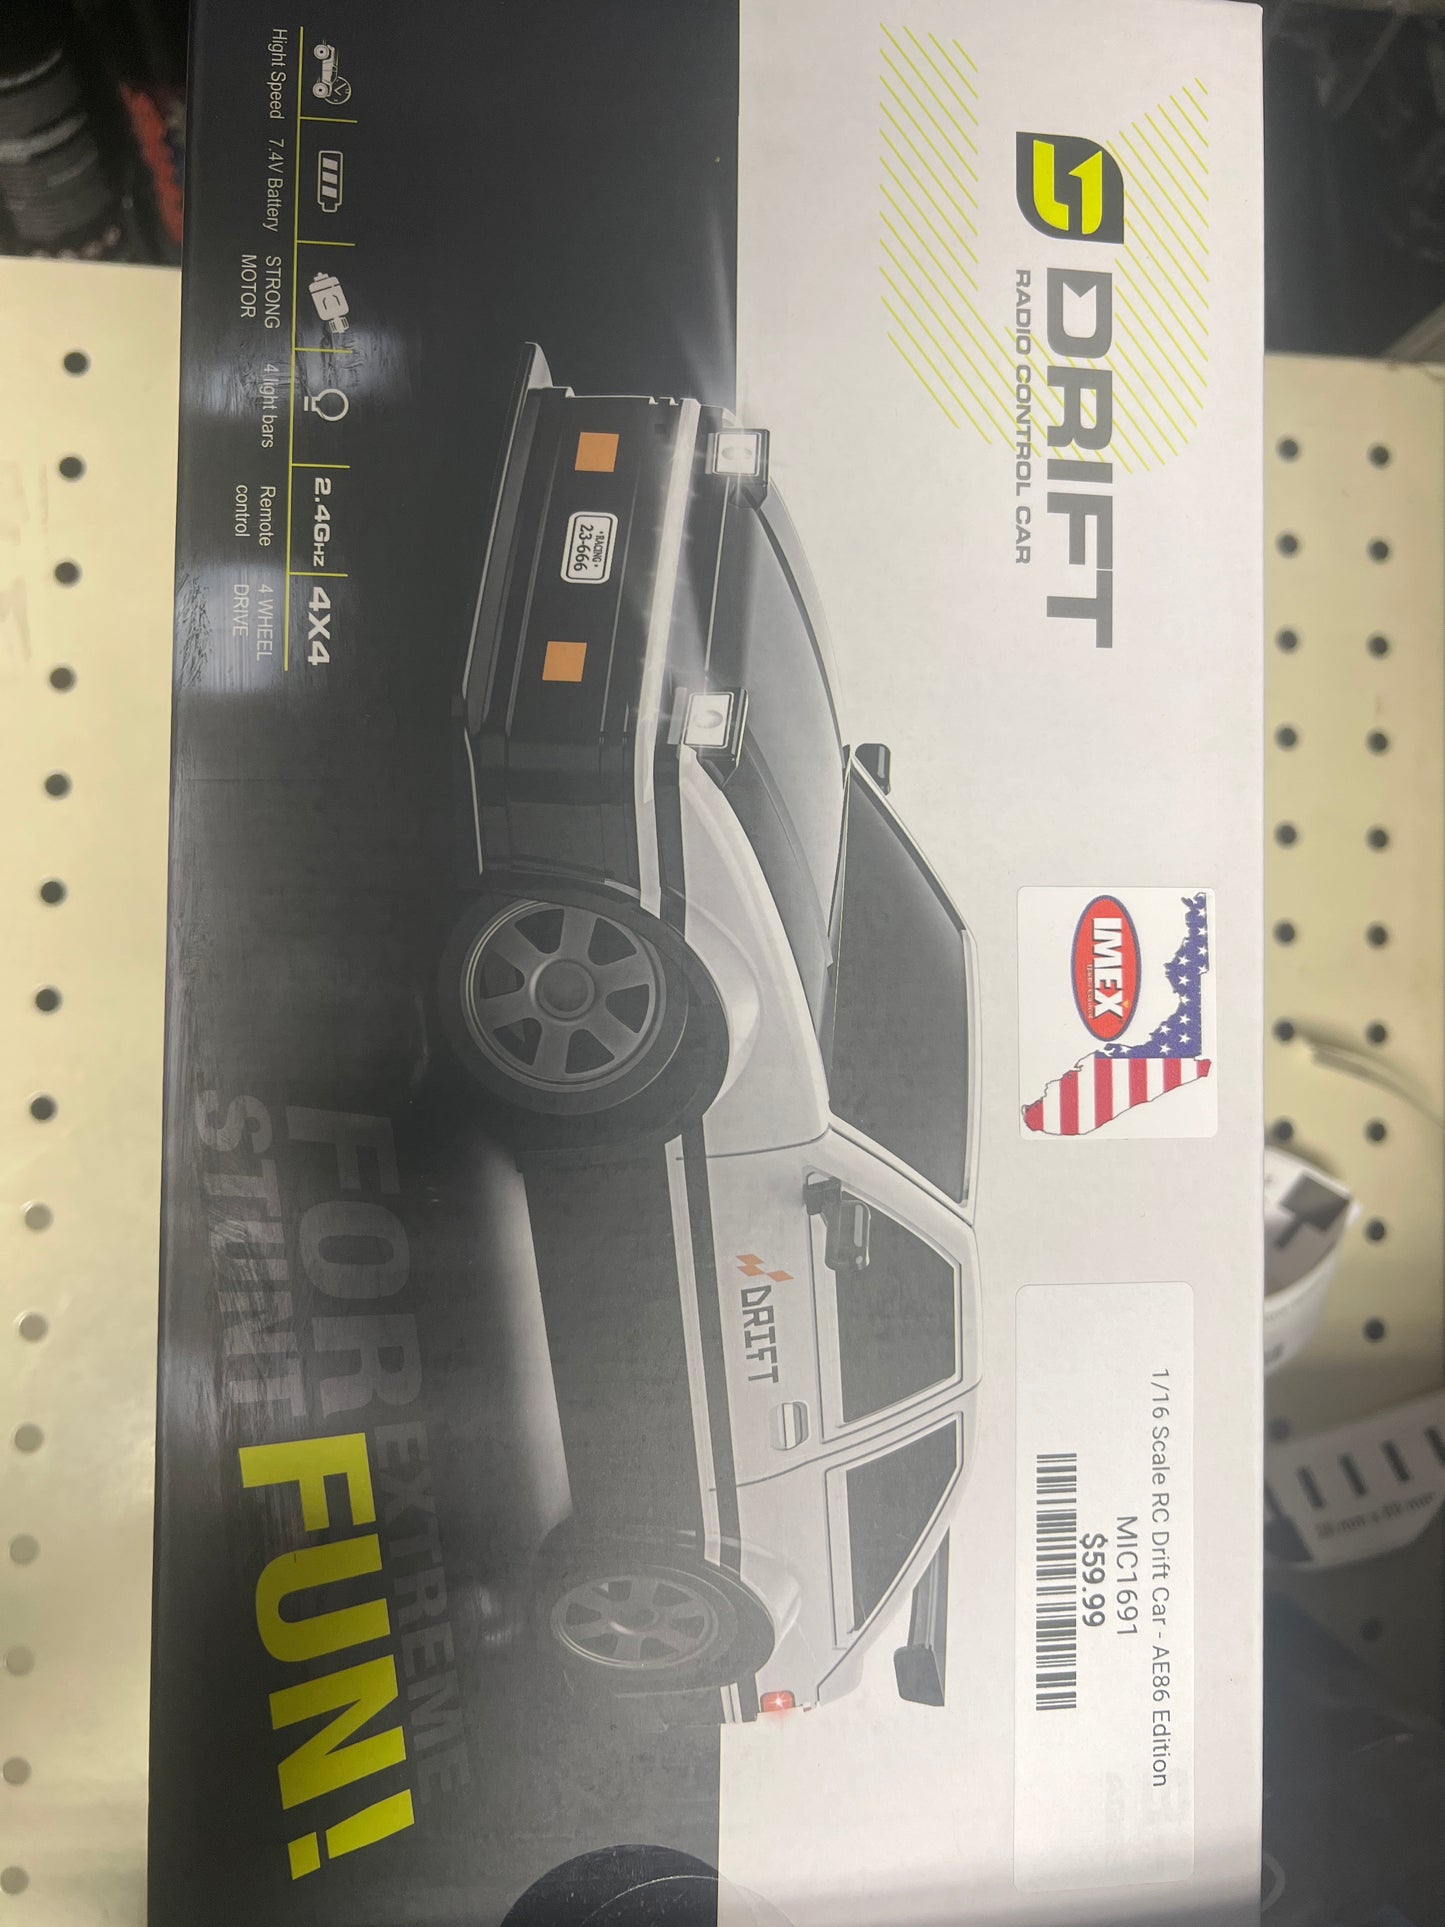 DRIFT
RADIO CONTROL CAR
IMEX
1/16 Scale RC Drift Car - AE86 Edition
MIC1691
$59.99
DRIFT
'RACING'
23-666
2.4GHZ
4X4
Hight Speed
7.4V Battery
STRONG
MOTOR
4 light bars
Remote
control
4 WHEEL
DRIVE
FOR EXTREME
STUNT
FUN!